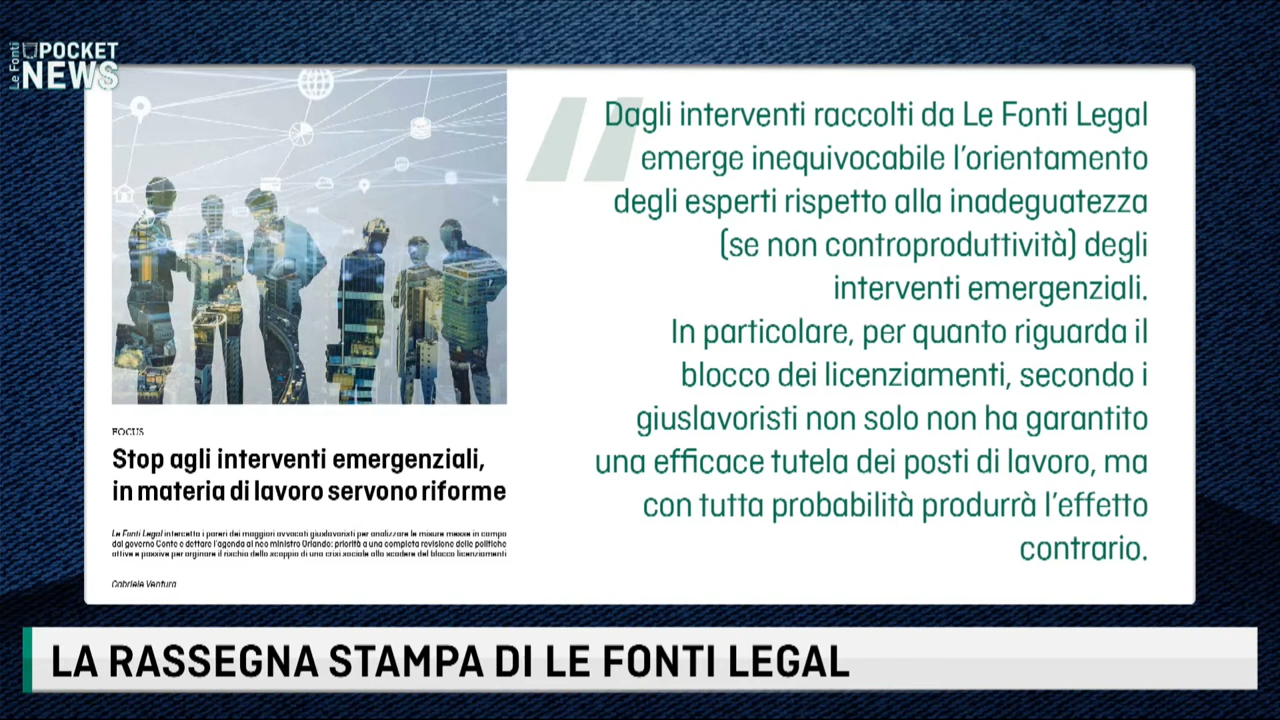 Le Fonti
POCKET
NEWS
Dagli interventi raccolti da Le Fonti Legal
emerge inequivocabile l'orientamento
degli esperti rispetto alla inadeguatezza
(se non controproduttività) degli
interventi emergenziali.
In particolare, per quanto riguarda il
blocco dei licenziamenti, secondo i
giuslavoristi non solo non ha garantito
una efficace tutela dei posti di lavoro, ma
con tutta probabilità produrrà l'effetto
contrario.
FOCUS
Stop agli interventi emergenziali,
in materia di lavoro servono riforme
Le Fonti Legal intercetta i pareri dei maggiori avvocati giuslavoristi per analizzare le misure messe in campo
dal governo Conte e dettare l'agenda al neo ministro Orlando: priorità a una completa revisione delle politiche
attive e passive per arginare il rischio dello scoppio di una crisi sociale allo scadere del blocco licenziamenti
Gabriele Ventura
LA RASSEGNA STAMPA DI LE FONTI LEGAL